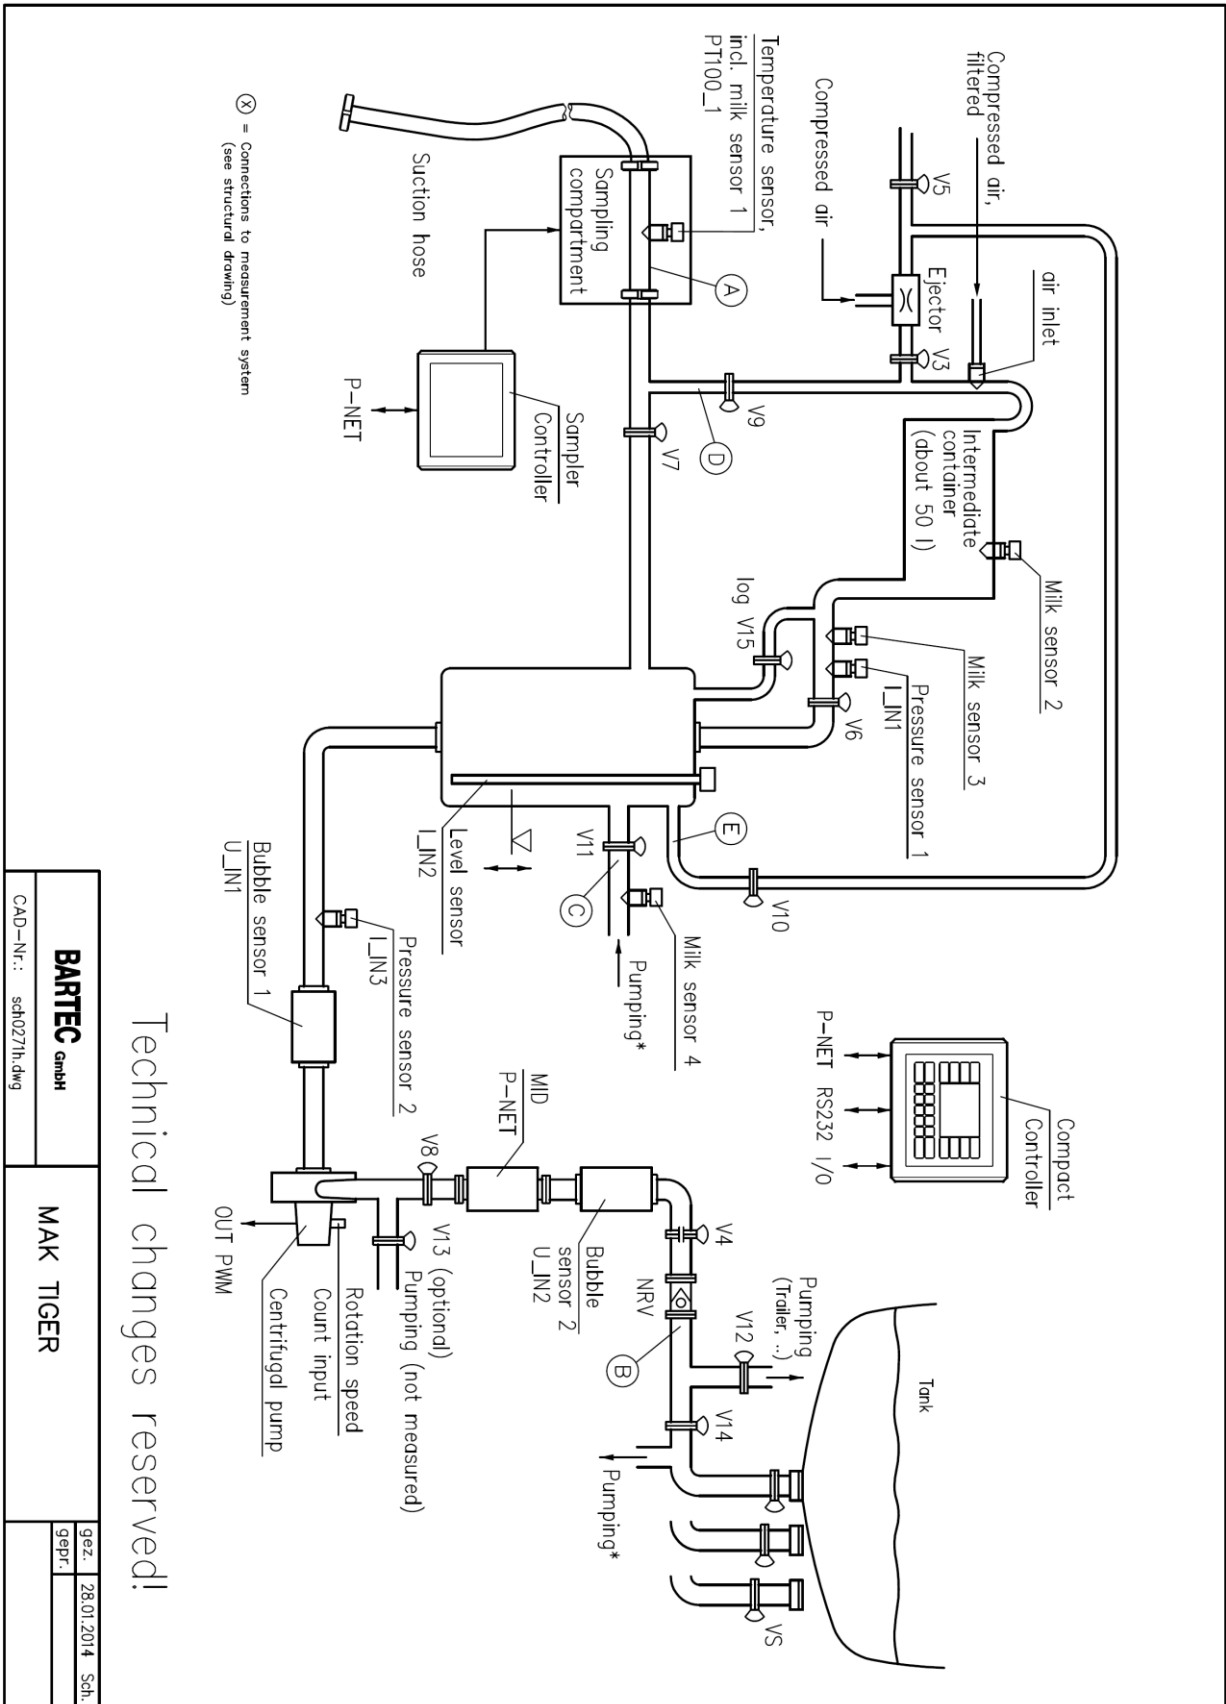 Compressed air,
filtered
Temperature sensor,
incl. milk sensor 1
PT100_1
Compressed air
V5
Ejector
V3
air inlet
Intermediate
container
(about 50 l)
Milk sensor 2
Milk sensor 3
Pressure sensor 1
I_IN1
V6
log V15
V9
D
V7
A
Sampling
compartment
Suction hose
Sampler
Controller
P-NET
X = Connections to measurement system
(see structural drawing)
E
V10
V11
C
Level sensor
I_IN2
Milk sensor 4
Pumping*
P-NET
RS232
I/O
Compact
Controller
Bubble sensor 1
U_IN1
Pressure sensor 2
I_IN3
MID
P-NET
V8
V13 (optional)
Pumping (not measured)
Bubble
sensor 2
U_IN2
V4
NRV
B
Pumping
(Trailer, ..)
V12
V14
Pumping*
Tank
VS
OUT PWM
Rotation speed
Count input
Centrifugal pump
Technical changes reserved!
BARTEC GmbH
CAD-Nr.: sch0271h.dwg
MAK TIGER
gez. 28.01.2014 Sch.
gepr.